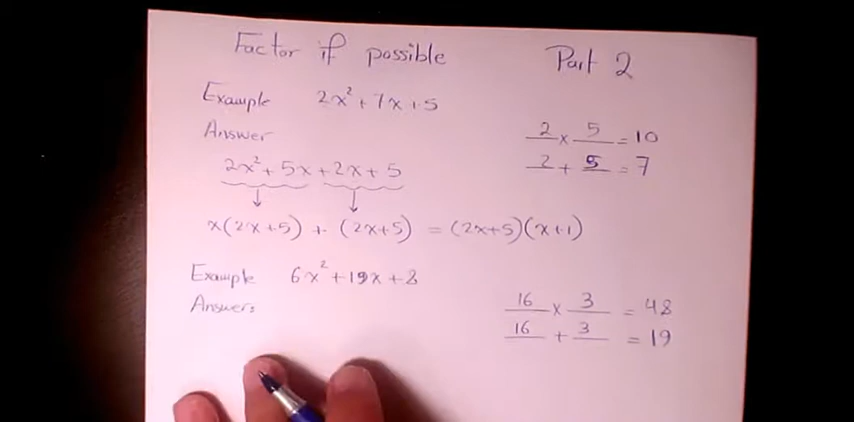 Factor if possible Part 2
Example 2x² + 7x + 5
Answer
2 × 5 = 10
2 + 5 = 7
2x² + 5x + 2x + 5
x(2x+5) + (2x+5) = (2x+5)(x+1)
Example 6x² + 19x + 8
Answer:
16 × 3 = 48
16 + 3 = 19